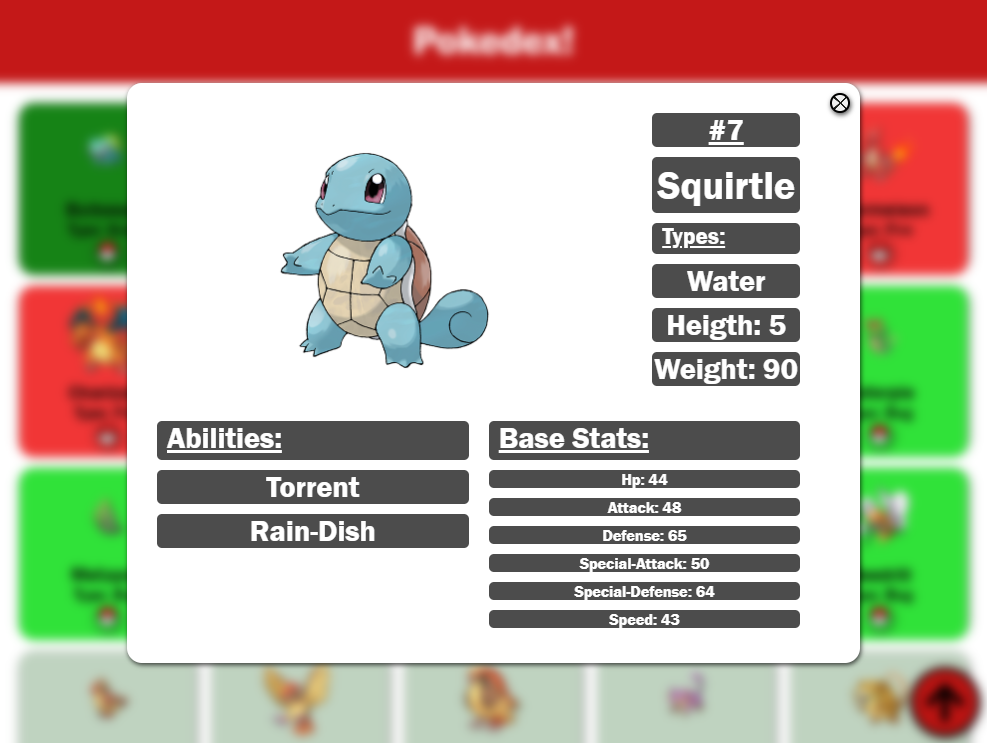 Pokedex!
#7
Squirtle
Types:
Water
Heigth: 5
Weight: 90
Abilities:
Torrent
Rain-Dish
Base Stats:
Hp: 44
Attack: 48
Defense: 65
Special-Attack: 50
Special-Defense: 64
Speed: 43